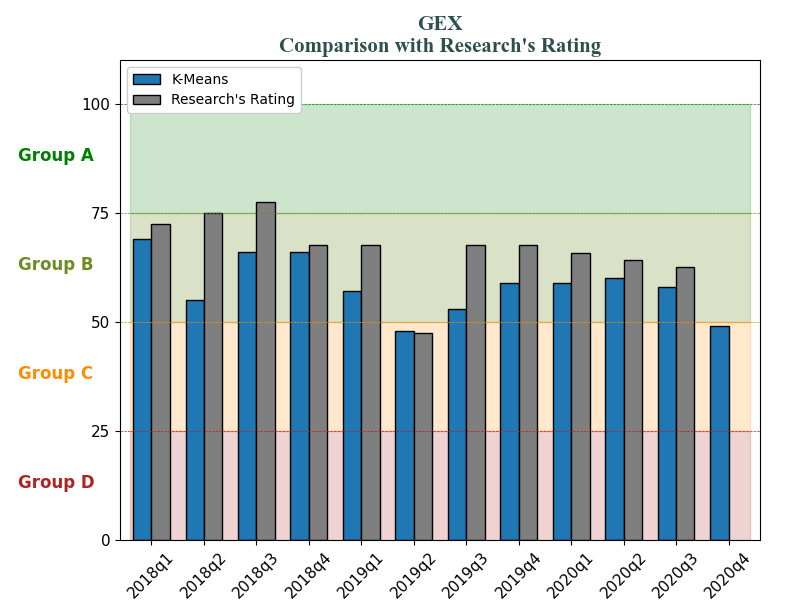 GEX
Comparison with Research's Rating
K-Means
Research's Rating
100
Group A
75
Group B
50
Group C
25
Group D
0
2018q1
2018q2
2018q3
2018q4
2019q1
2019q2
2019q3
2019q4
2020q1
2020q2
2020q3
2020q4